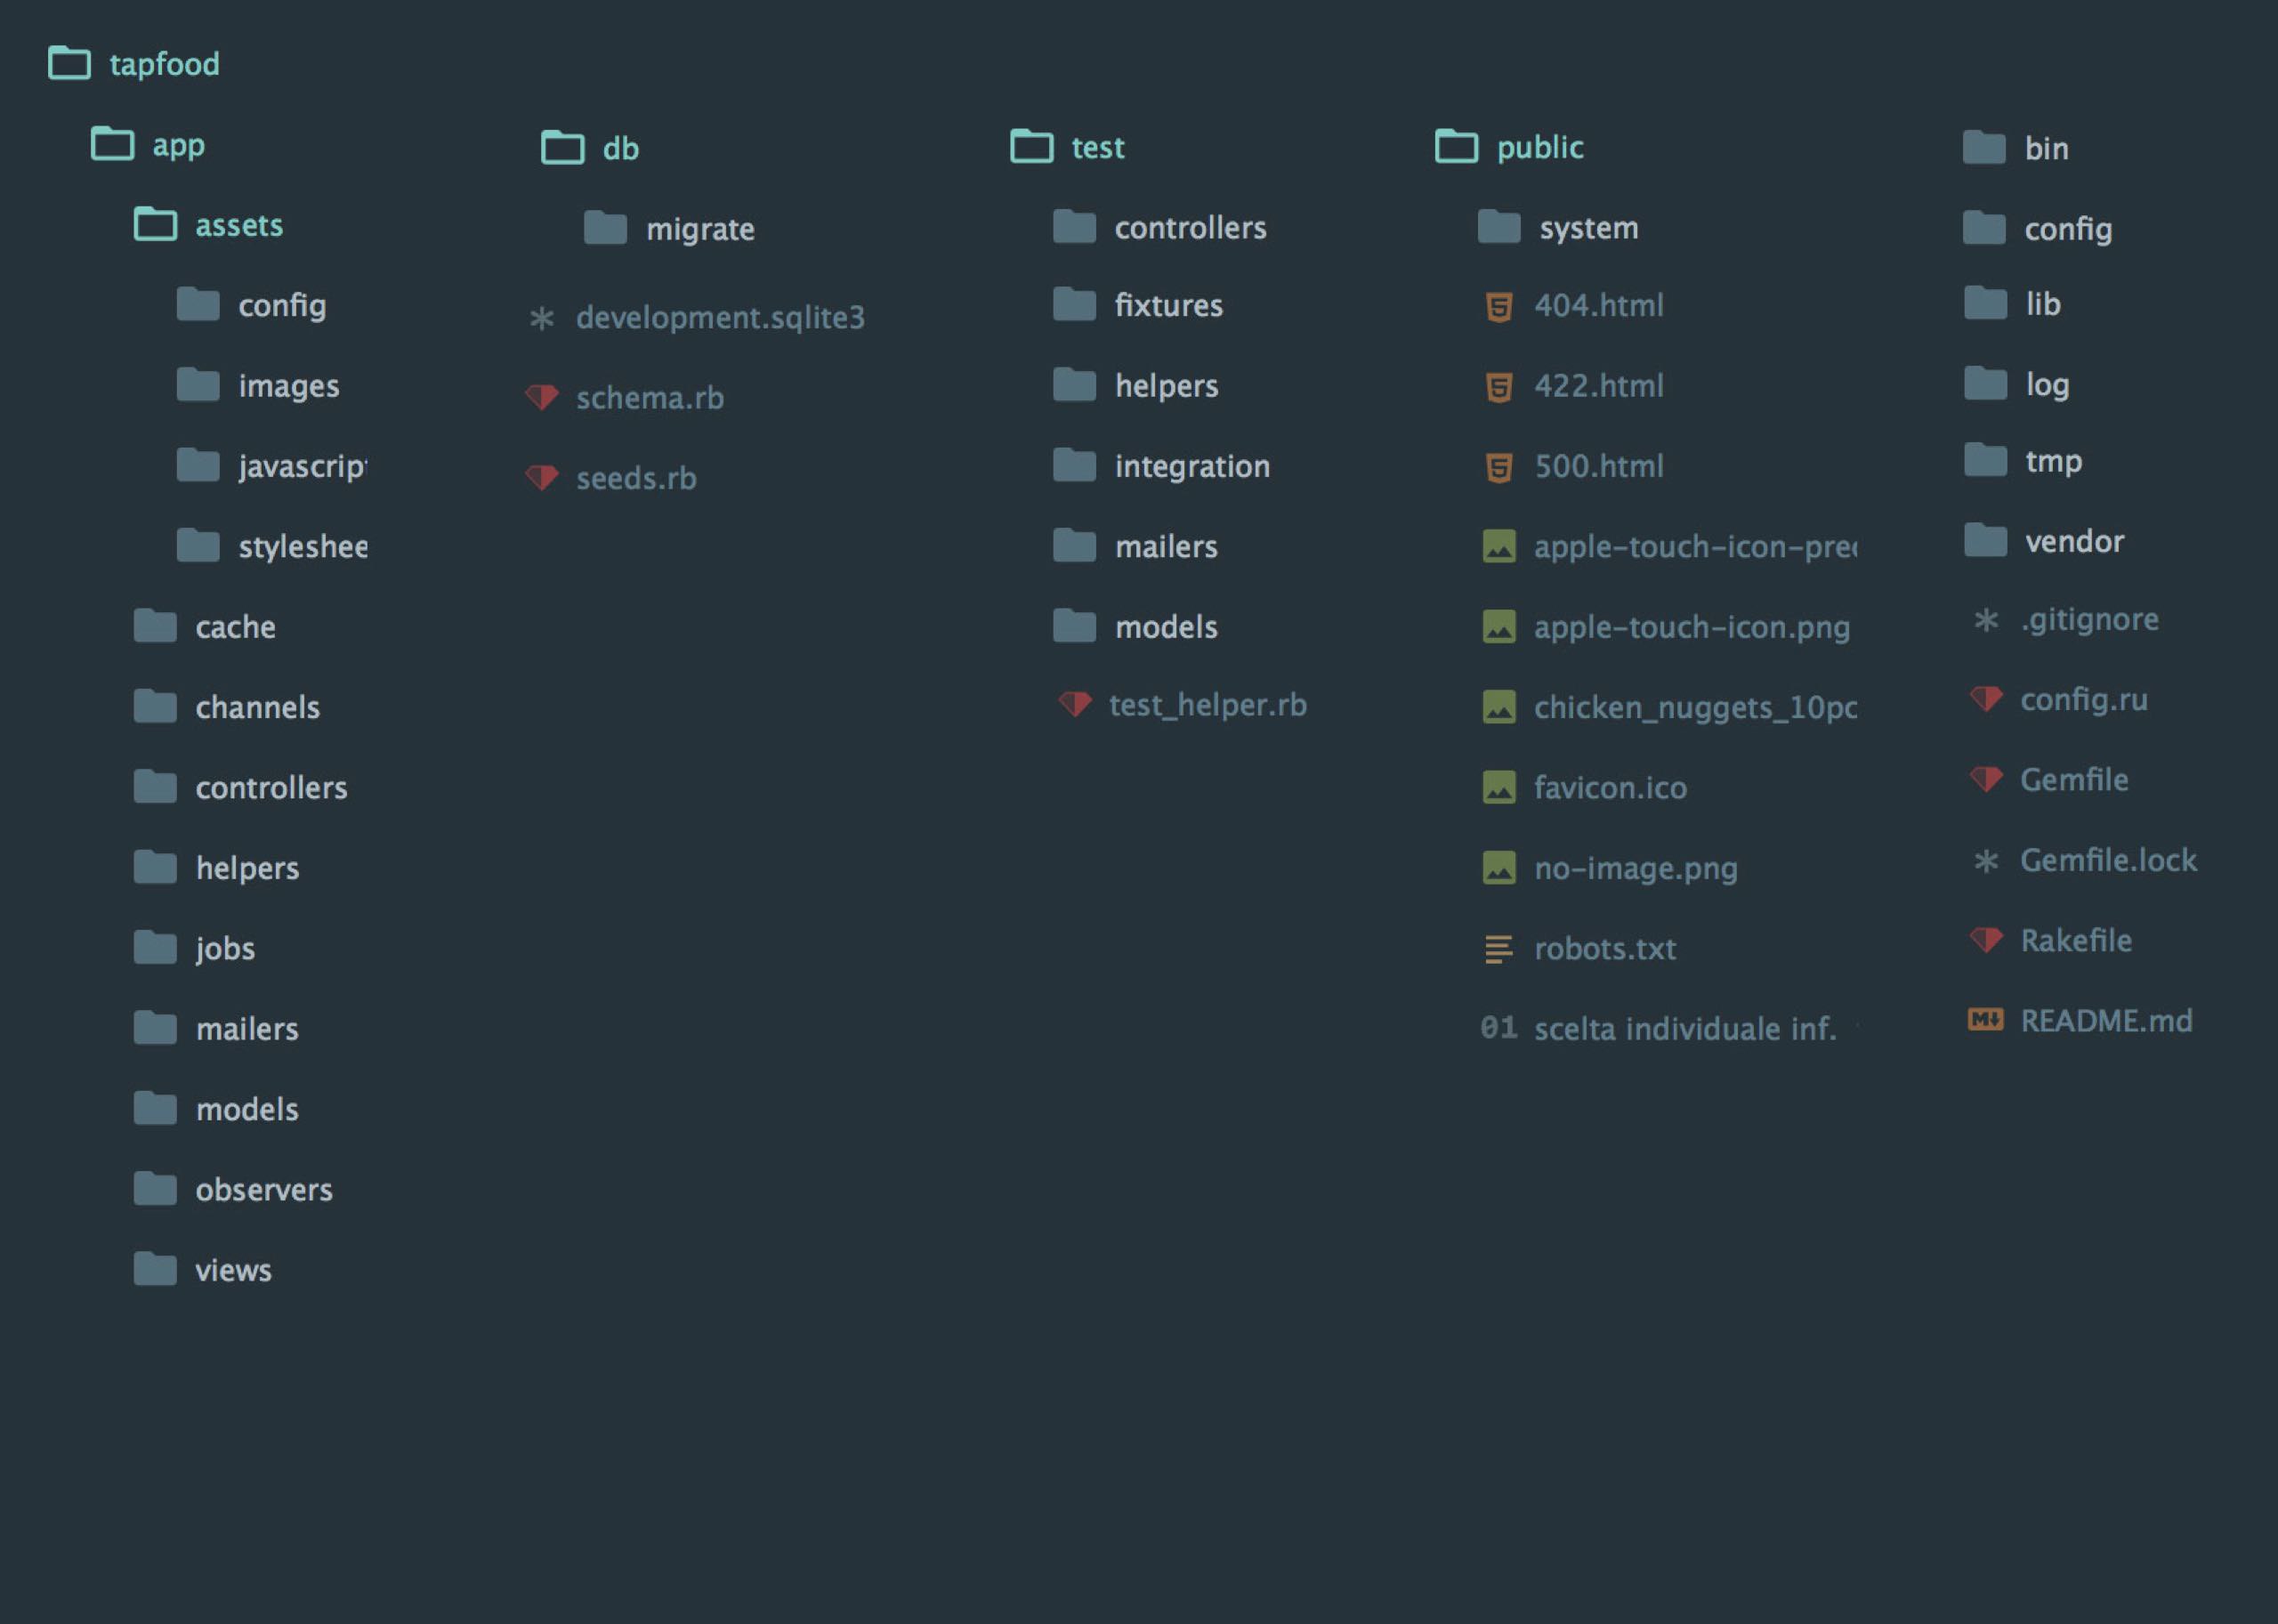 tapfood
app
assets
config
images
javascrip
styleshee
cache
channels
controllers
helpers
jobs
mailers
models
observers
views
db
migrate
development.sqlite3
schema.rb
seeds.rb
test
controllers
fixtures
helpers
integration
mailers
models
test_helper.rb
public
system
404.html
422.html
500.html
apple-touch-icon-prec
apple-touch-icon.png
chicken_nuggets_10pc
favicon.ico
no-image.png
robots.txt
01 scelta individuale inf.
bin
config
lib
log
tmp
vendor
.gitignore
config.ru
Gemfile
Gemfile.lock
Rakefile
README.md